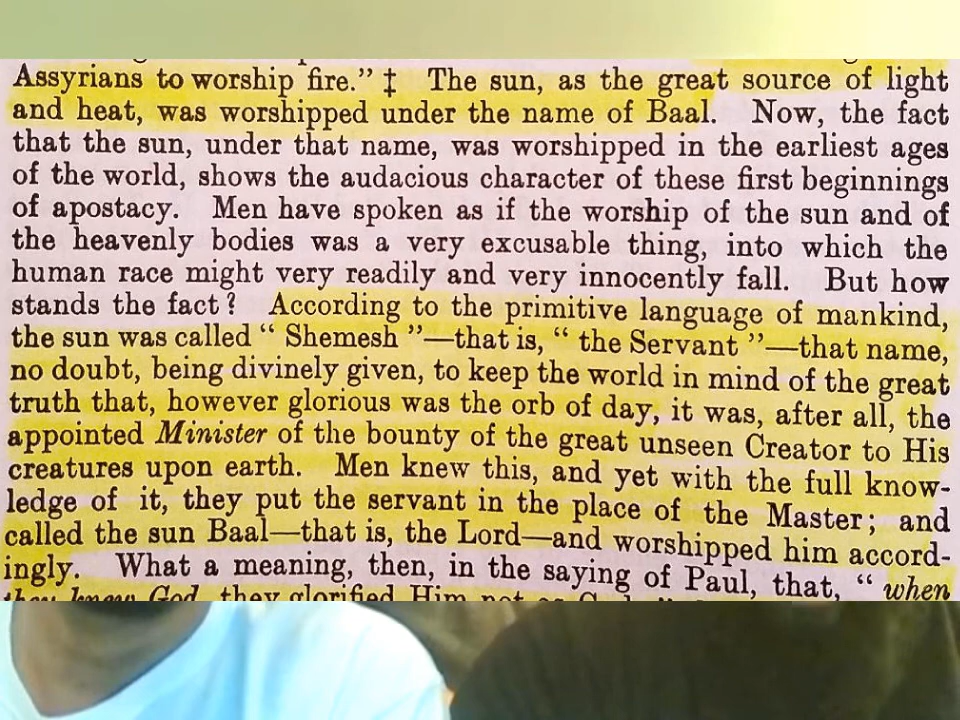 Assyrians to worship fire." ‡ The sun, as the great source of light
and heat, was worshipped under the name of Baal. Now, the fact
that the sun, under that name, was worshipped in the earliest ages
of the world, shows the audacious character of these first beginnings
of apostacy. Men have spoken as if the worship of the sun and of
the heavenly bodies was a very excusable thing, into which the
human race might very readily and very innocently fall. But how
stands the fact? According to the primitive language of mankind,
the sun was called "Shemesh"—that is, "the Servant"—that name,
no doubt, being divinely given, to keep the world in mind of the great
truth that, however glorious was the orb of day, it was, after all, the
appointed Minister of the bounty of the great unseen Creator to His
creatures upon earth. Men knew this, and yet with the full know-
ledge of it, they put the servant in the place of the Master; and
called the sun Baal—that is, the Lord—and worshipped him accord-
ingly. What a meaning, then, in the saying of Paul, that, "when
they knew God, they glorified Him not as